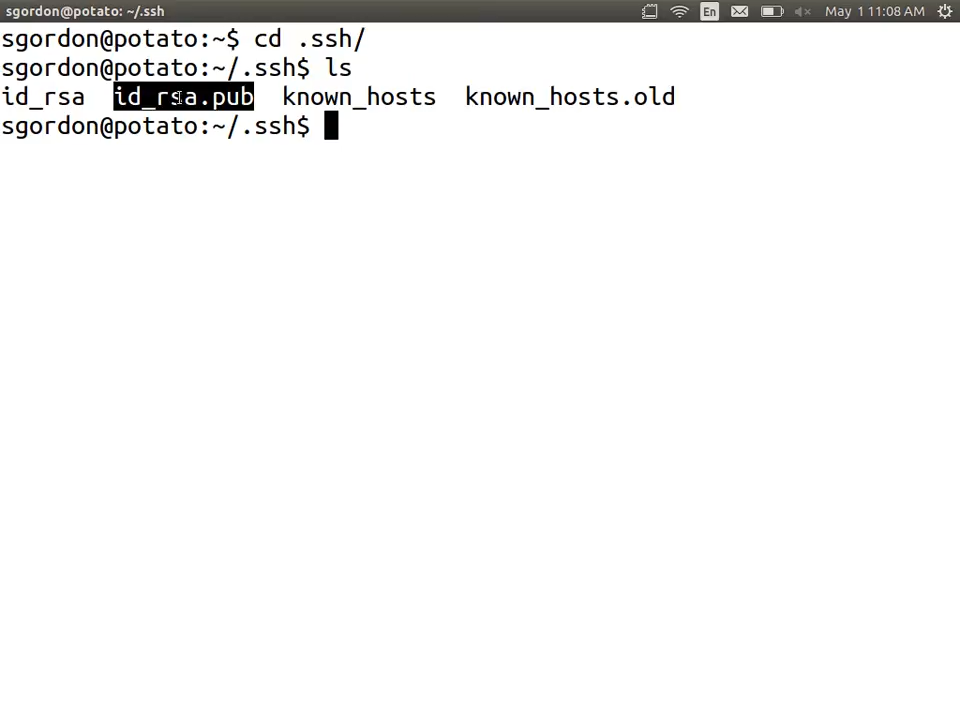 sgordon@potato: ~/.ssh En May 1 11:08 AM
sgordon@potato:~$ cd .ssh/
sgordon@potato:~/.ssh$ ls
id_rsa id_rsa.pub known_hosts known_hosts.old
sgordon@potato:~/.ssh$